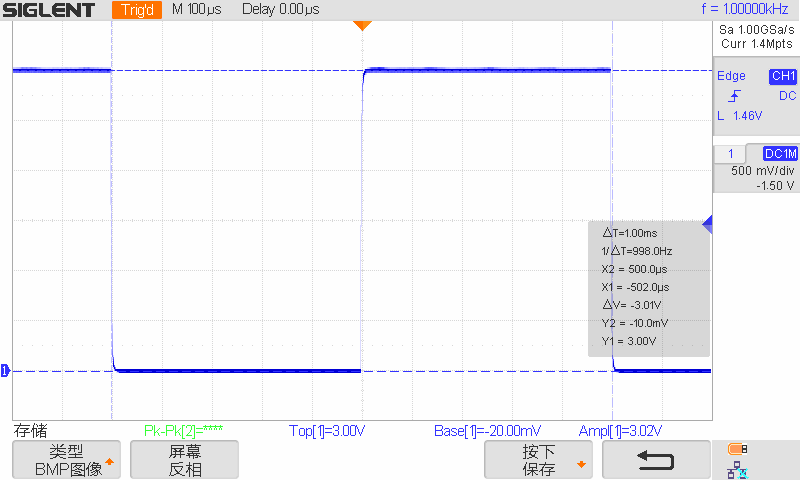 SIGLENT Trig'd M 100µs Delay 0.00µs f = 1.00000kHz
Sa 1.00GSa/s
Curr 1.4Mpts
Edge CH1
DC
L 1.46V
1 DC1M
500 mV/div
-1.50 V
△T=1.00ms
1/△T=998.0Hz
X2 = 500.0µs
X1 = -502.0µs
△V= -3.01V
Y2 = -10.0mV
Y1 = 3.00V
1
存储 Pk-Pk[2]=**** Top[1]=3.00V Base[1]=-20.00mV Ampl[1]=3.02V
类型
BMP图像
屏幕
反相
按下
保存